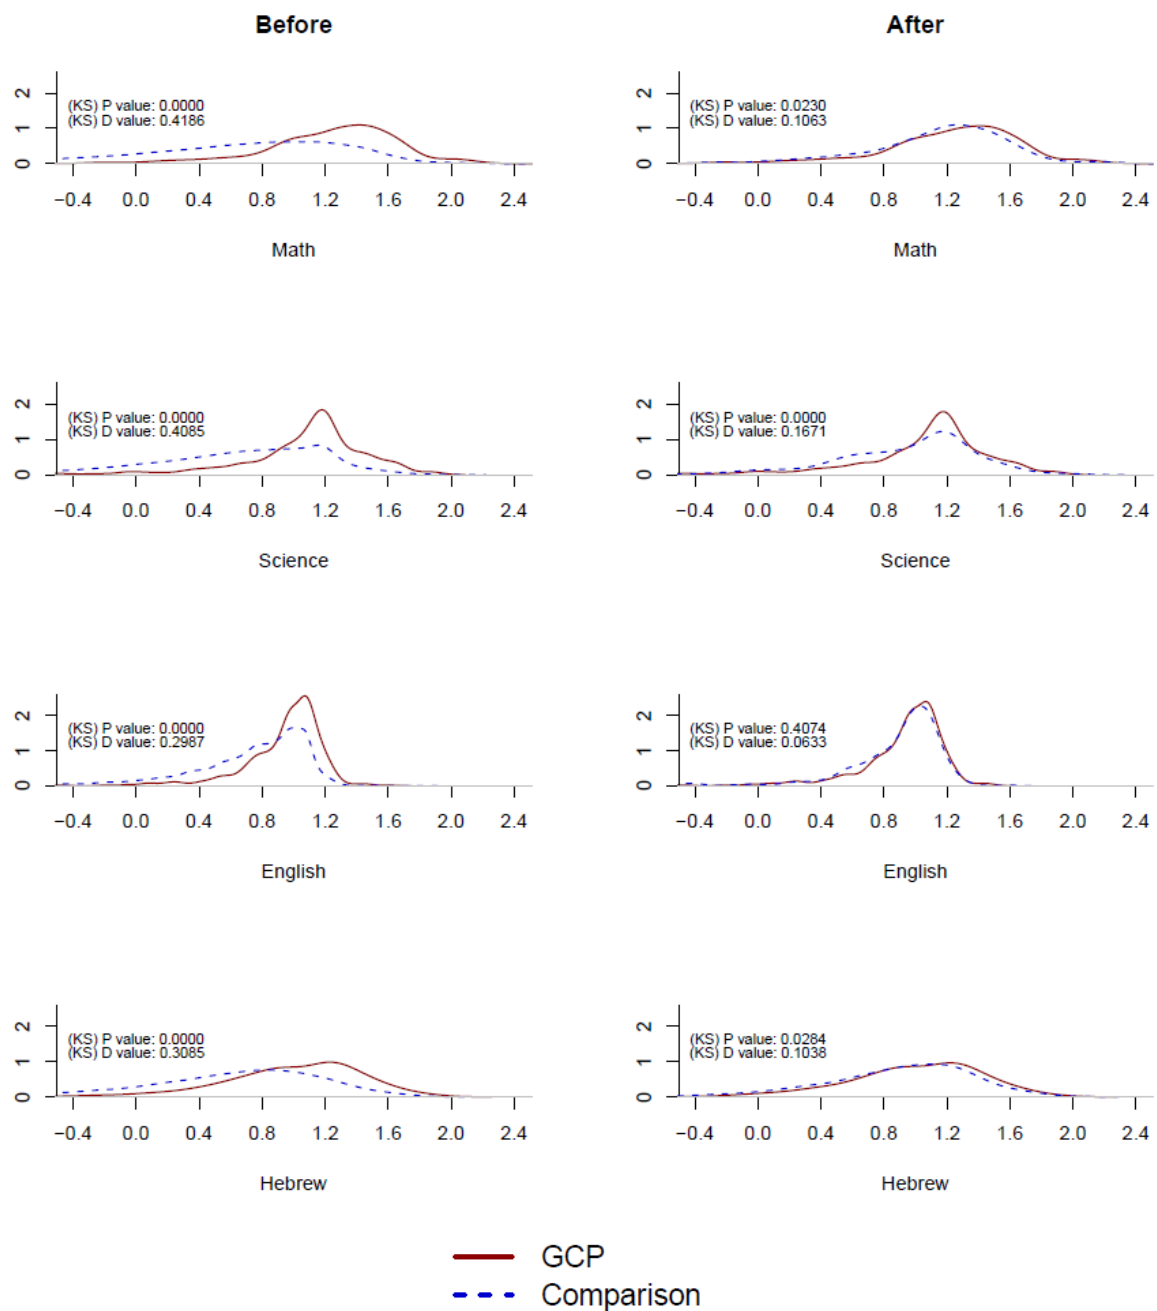 Before
After
2
1
0
(KS) P value: 0.0000
(KS) D value: 0.4186
−0.4 0.0 0.4 0.8 1.2 1.6 2.0 2.4
Math
2
1
0
(KS) P value: 0.0230
(KS) D value: 0.1063
−0.4 0.0 0.4 0.8 1.2 1.6 2.0 2.4
Math
2
1
0
(KS) P value: 0.0000
(KS) D value: 0.4085
−0.4 0.0 0.4 0.8 1.2 1.6 2.0 2.4
Science
2
1
0
(KS) P value: 0.0000
(KS) D value: 0.1671
−0.4 0.0 0.4 0.8 1.2 1.6 2.0 2.4
Science
2
1
0
(KS) P value: 0.0000
(KS) D value: 0.2987
−0.4 0.0 0.4 0.8 1.2 1.6 2.0 2.4
English
2
1
0
(KS) P value: 0.4074
(KS) D value: 0.0633
−0.4 0.0 0.4 0.8 1.2 1.6 2.0 2.4
English
2
1
0
(KS) P value: 0.0000
(KS) D value: 0.3085
−0.4 0.0 0.4 0.8 1.2 1.6 2.0 2.4
Hebrew
2
1
0
(KS) P value: 0.0284
(KS) D value: 0.1038
−0.4 0.0 0.4 0.8 1.2 1.6 2.0 2.4
Hebrew
GCP
Comparison